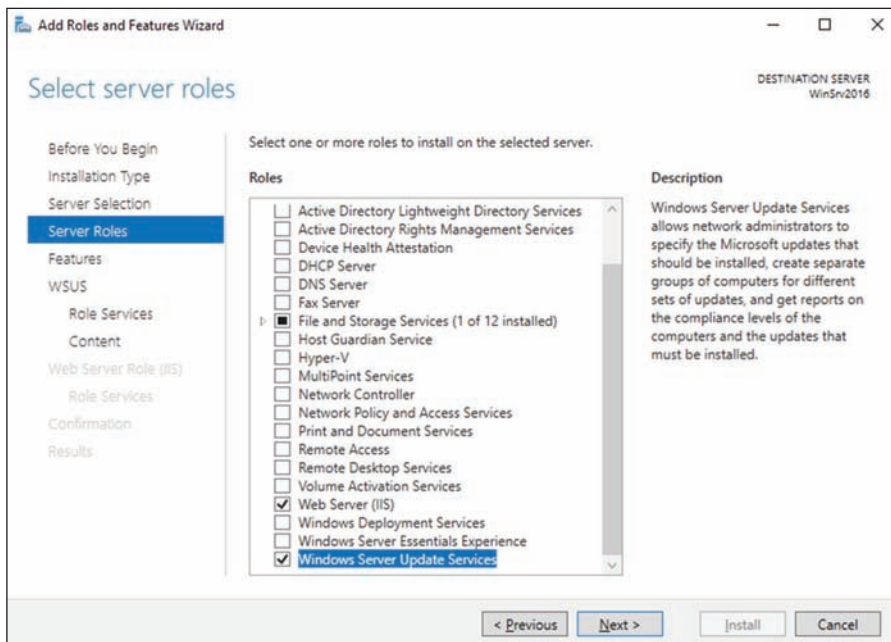 Add Roles and Features Wizard
Select server roles
DESTINATION SERVER
WinSrv2016
Before You Begin
Installation Type
Server Selection
Server Roles
Features
WSUS
Role Services
Content
Web Server Role (IIS)
Role Services
Confirmation
Results
Select one or more roles to install on the selected server.
Roles
Active Directory Lightweight Directory Services
Active Directory Rights Management Services
Device Health Attestation
DHCP Server
DNS Server
Fax Server
File and Storage Services (1 of 12 installed)
Host Guardian Service
Hyper-V
MultiPoint Services
Network Controller
Network Policy and Access Services
Print and Document Services
Remote Access
Remote Desktop Services
Volume Activation Services
Web Server (IIS)
Windows Deployment Services
Windows Server Essentials Experience
Windows Server Update Services
Description
Windows Server Update Services
allows network administrators to
specify the Microsoft updates that
should be installed, create separate
groups of computers for different
sets of updates, and get reports on
the compliance levels of the
computers and the updates that
must be installed.
< Previous
Next >
Install
Cancel